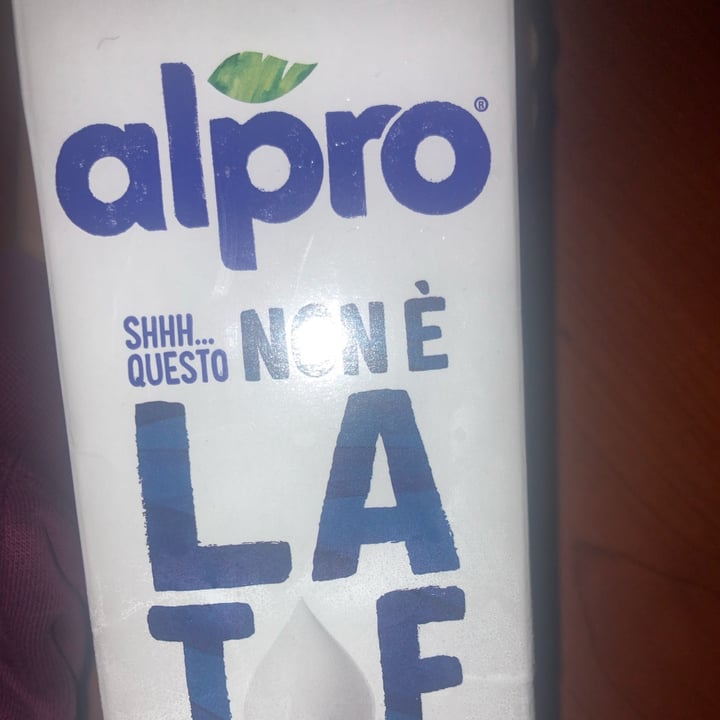 alpro®
SHHH...
QUESTO
NON È
LA
T E